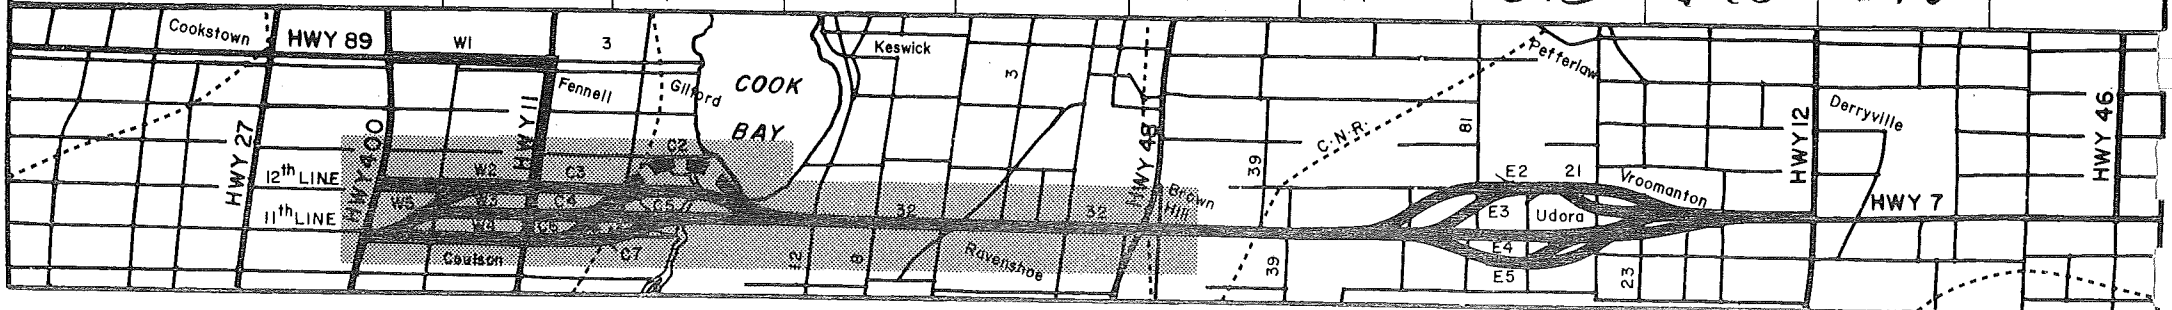 Cookstown
HWY 89
W1
3
Fennell
Gilford
COOK
BAY
Keswick
3
Pefferlaw
HWY 27
HWY 400
HWY 11
HWY 48
C.N.R.
39
81
HWY 12
Derryville
HWY 46
12th LINE
11th LINE
W2
W3
W4
W5
C2
C3
C4
C5
C6
C7
Coulson
32
32
12
8
Ravenshoe
Brown
Hill
39
E2
21
E3
Udora
E4
E5
Vroomanton
23
HWY 7